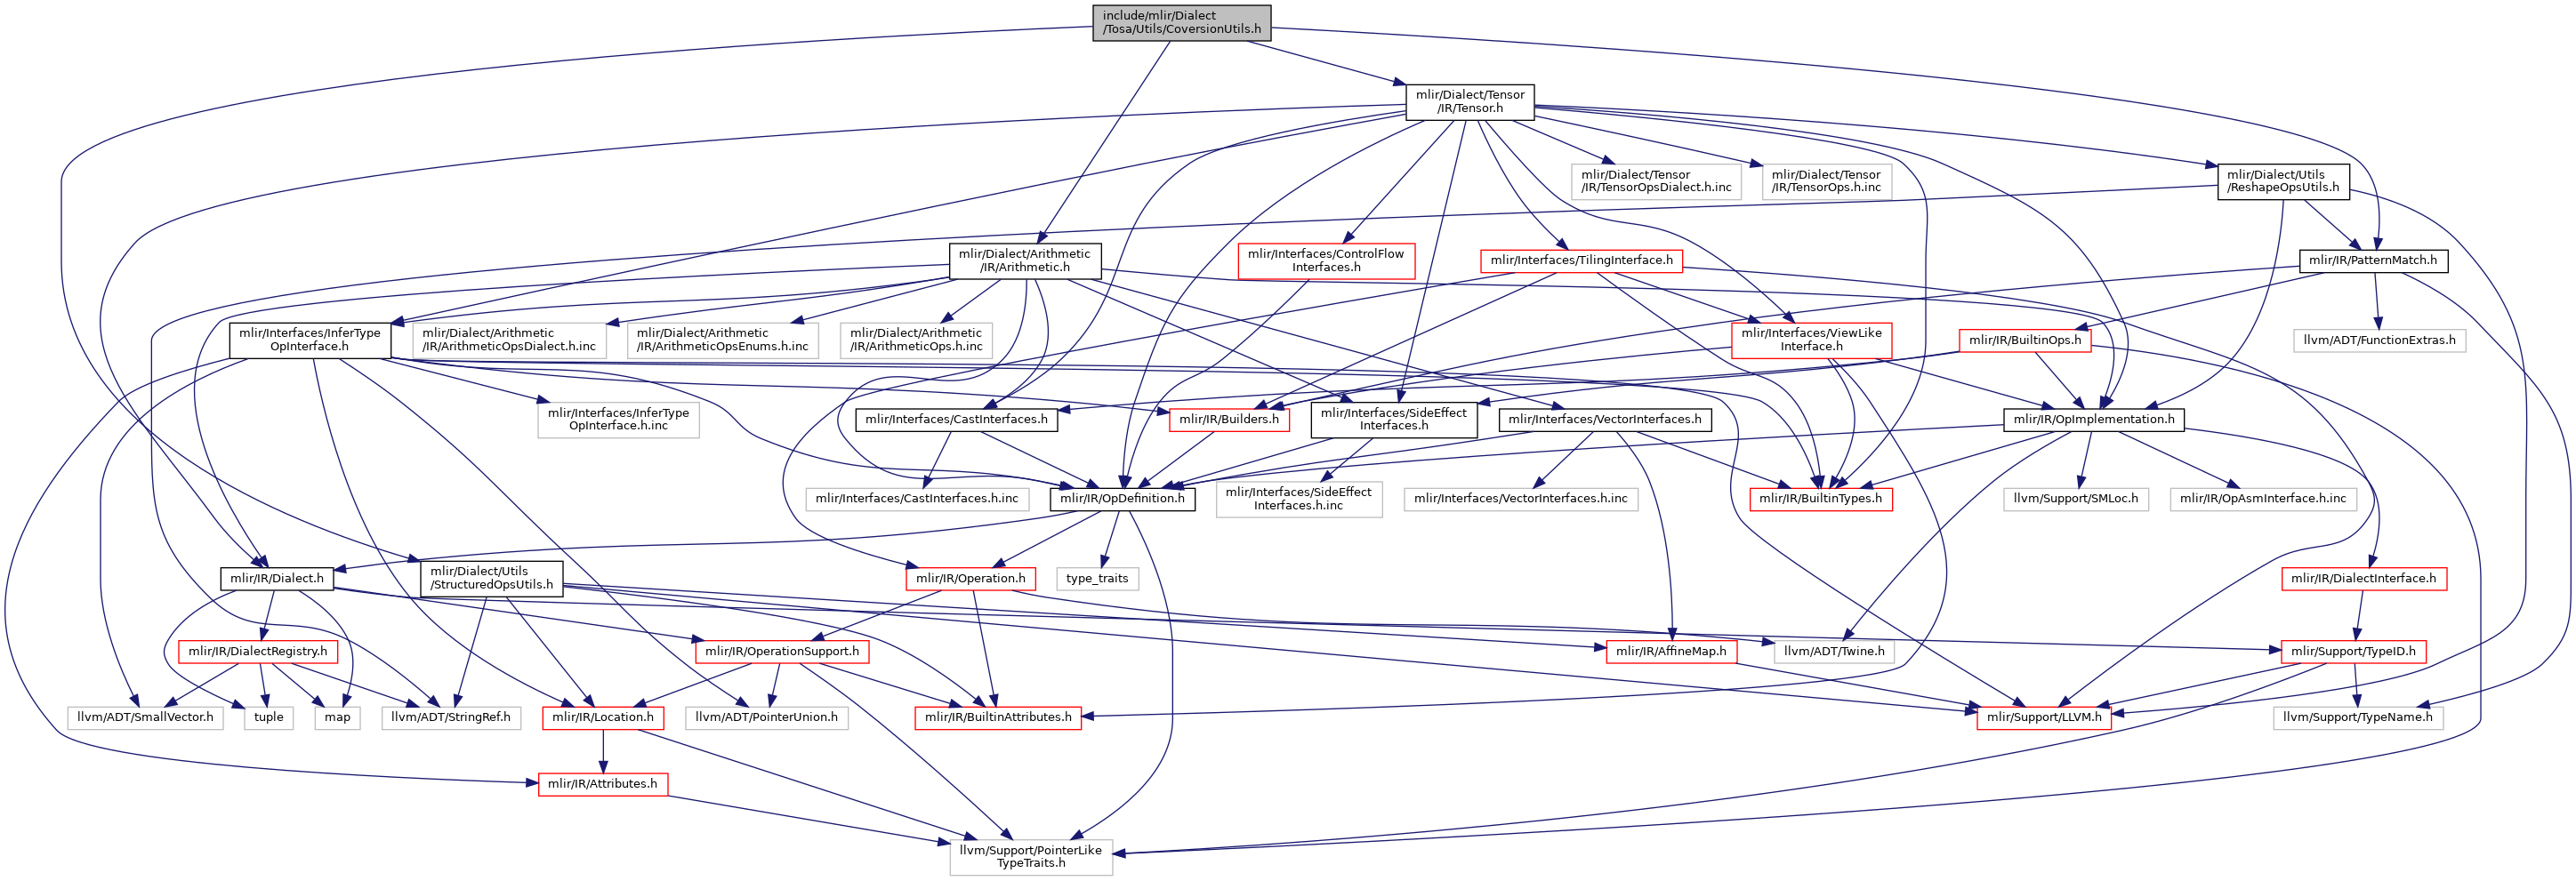 include/mlir/Dialect
/Tosa/Utils/CoversionUtils.h
mlir/Dialect/Tensor
/IR/Tensor.h
mlir/Dialect/Tensor
/IR/TensorOpsDialect.h.inc
mlir/Dialect/Tensor
/IR/TensorOps.h.inc
mlir/Dialect/Utils
/ReshapeOpsUtils.h
mlir/Dialect/Arithmetic
/IR/Arithmetic.h
mlir/Interfaces/ControlFlow
Interfaces.h
mlir/Interfaces/TilingInterface.h
mlir/IR/PatternMatch.h
mlir/Interfaces/InferType
OpInterface.h
mlir/Dialect/Arithmetic
/IR/ArithmeticOpsDialect.h.inc
mlir/Dialect/Arithmetic
/IR/ArithmeticOpsEnums.h.inc
mlir/Dialect/Arithmetic
/IR/ArithmeticOps.h.inc
mlir/Interfaces/ViewLike
Interface.h
mlir/IR/BuiltinOps.h
llvm/ADT/FunctionExtras.h
mlir/Interfaces/InferType
OpInterface.h.inc
mlir/Interfaces/CastInterfaces.h
mlir/IR/Builders.h
mlir/Interfaces/SideEffect
Interfaces.h
mlir/Interfaces/VectorInterfaces.h
mlir/IR/OpImplementation.h
mlir/Interfaces/CastInterfaces.h.inc
mlir/IR/OpDefinition.h
mlir/Interfaces/SideEffect
Interfaces.h.inc
mlir/Interfaces/VectorInterfaces.h.inc
mlir/IR/BuiltinTypes.h
llvm/Support/SMLoc.h
mlir/IR/OpAsmInterface.h.inc
mlir/IR/Dialect.h
mlir/Dialect/Utils
/StructuredOpsUtils.h
mlir/IR/Operation.h
type_traits
mlir/IR/DialectInterface.h
mlir/IR/DialectRegistry.h
mlir/IR/OperationSupport.h
mlir/IR/AffineMap.h
llvm/ADT/Twine.h
mlir/Support/TypeID.h
llvm/ADT/SmallVector.h
tuple
map
llvm/ADT/StringRef.h
mlir/IR/Location.h
llvm/ADT/PointerUnion.h
mlir/IR/BuiltinAttributes.h
mlir/Support/LLVM.h
llvm/Support/TypeName.h
mlir/IR/Attributes.h
llvm/Support/PointerLike
TypeTraits.h